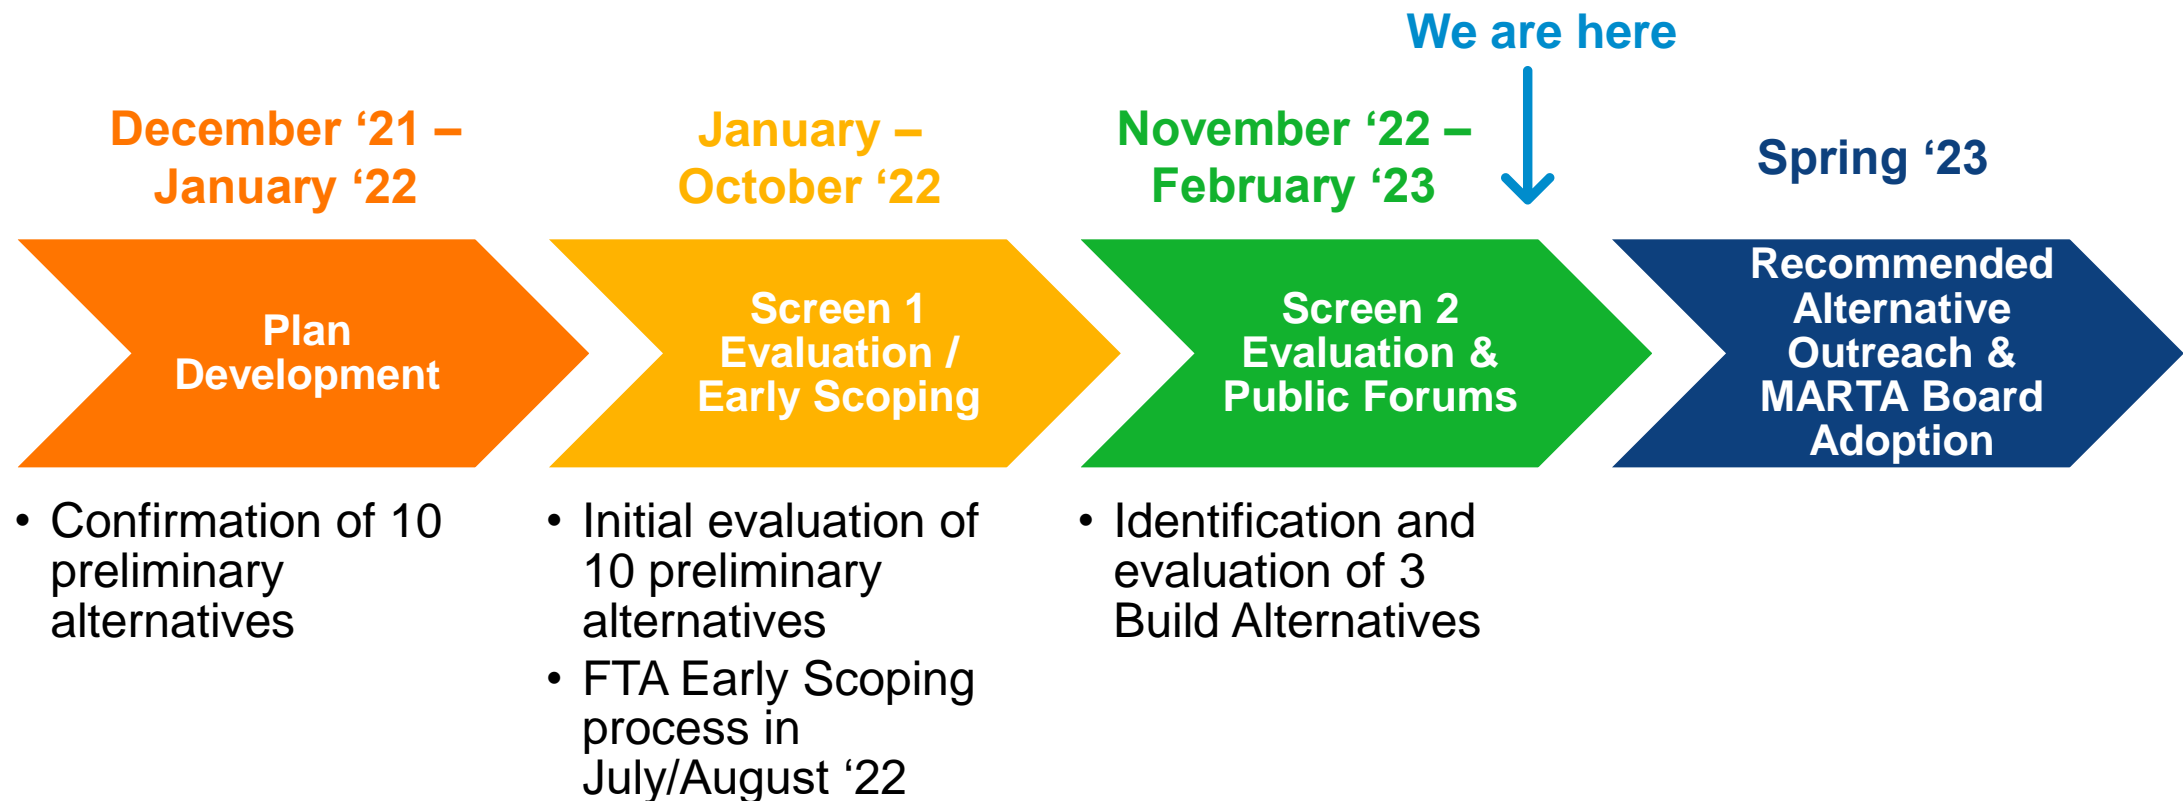 We are here
December ‘21 –
January ‘22
January –
October ‘22
November ‘22 –
February ‘23
Spring ‘23
Plan
Development
Screen 1
Evaluation /
Early Scoping
Screen 2
Evaluation &
Public Forums
Recommended
Alternative
Outreach &
MARTA Board
Adoption
• Confirmation of 10
preliminary
alternatives
• Initial evaluation of
10 preliminary
alternatives
• FTA Early Scoping
process in
July/August ‘22
• Identification and
evaluation of 3
Build Alternatives